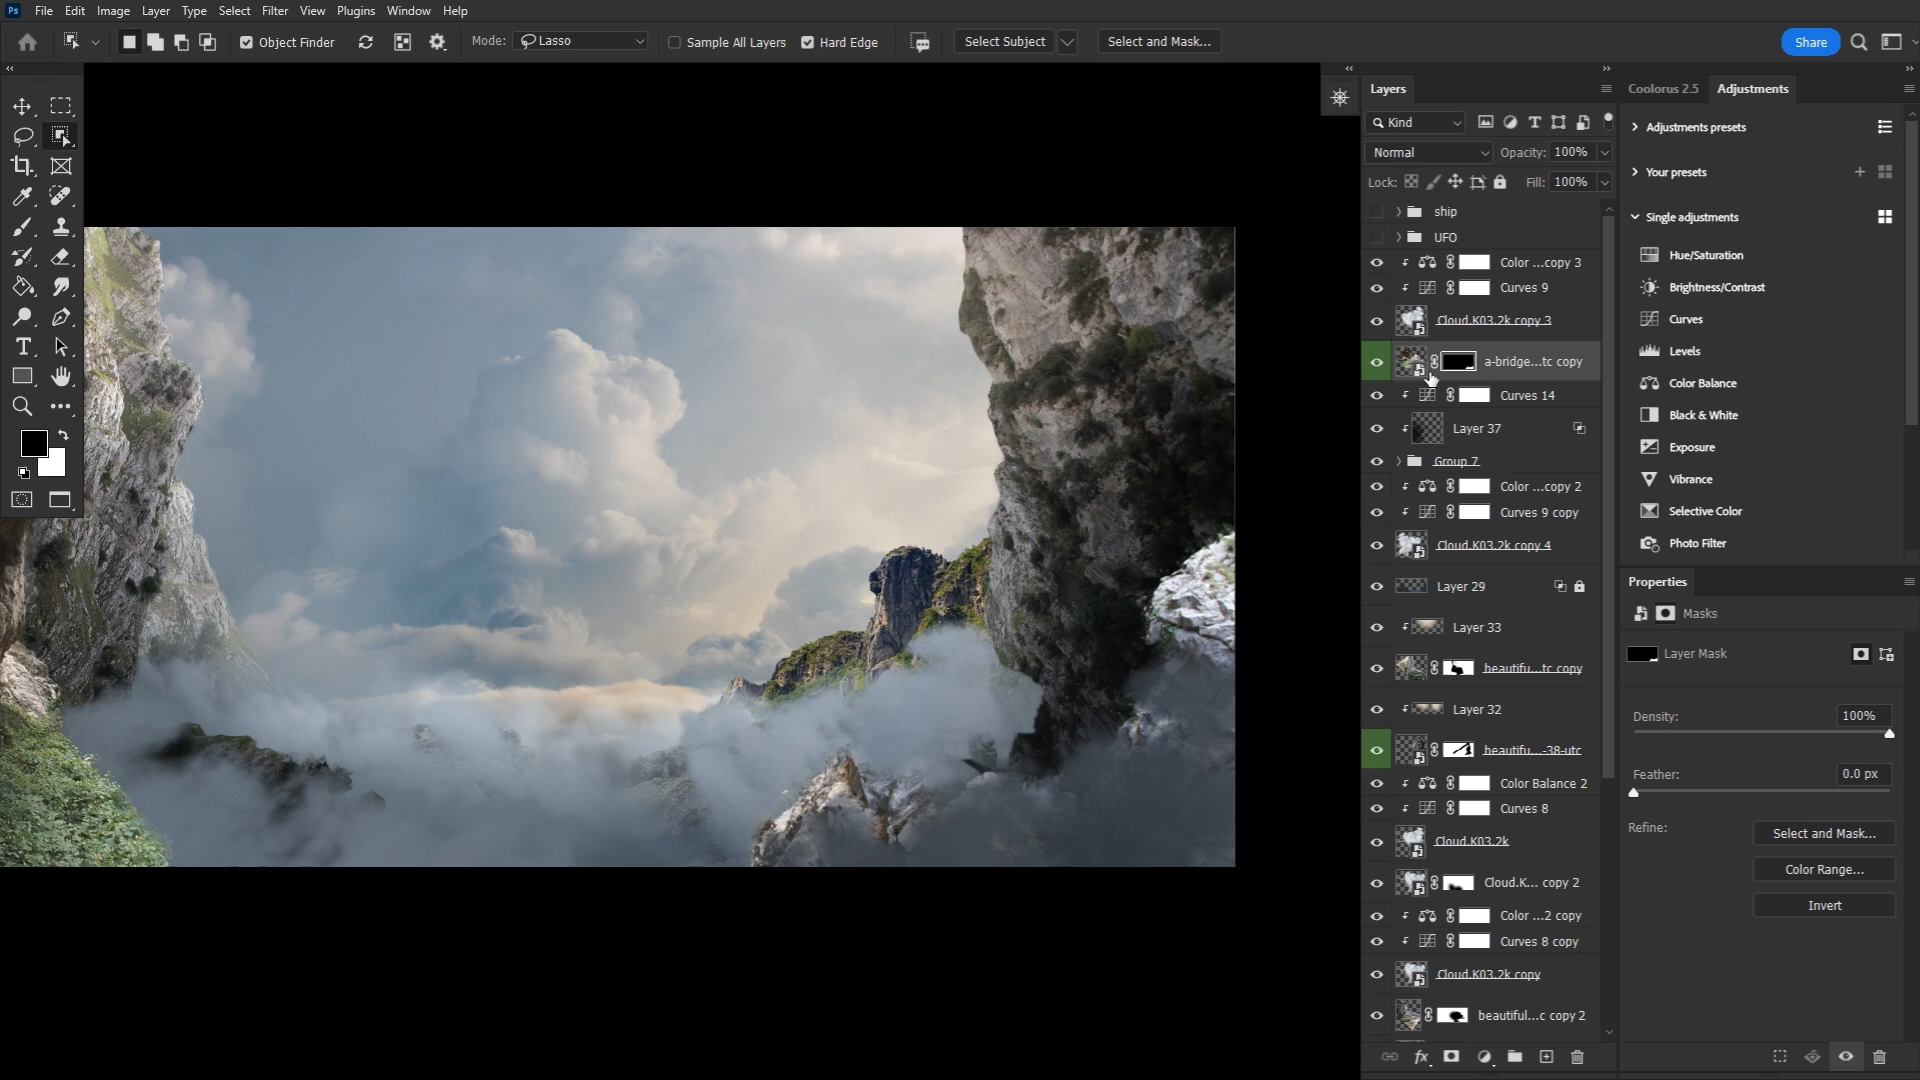 Ps File Edit Image Layer Type Select Filter View Plugins Window Help
Object Finder Mode: Lasso Sample All Layers Hard Edge Select Subject Select and Mask... Share
Layers
Kind
Normal Opacity: 100%
Lock: Fill: 100%
ship
UFO
Color ...copy 3
Curves 9
Cloud.K03.2k copy 3
a-bridge...tc copy
Curves 14
Layer 37
Group 7
Color ...copy 2
Curves 9 copy
Cloud.K03.2k copy 4
Layer 29
Layer 33
beautifu...tc copy
Layer 32
beautifu...-38-utc
Color Balance 2
Curves 8
Cloud.K03.2k
Cloud.K... copy 2
Color ...2 copy
Curves 8 copy
Cloud.K03.2k copy
beautiful...c copy 2
fx
Coolorus 2.5 Adjustments
Adjustments presets
Your presets
Single adjustments
Hue/Saturation
Brightness/Contrast
Curves
Levels
Color Balance
Black & White
Exposure
Vibrance
Selective Color
Photo Filter
Properties
Masks
Layer Mask
Density: 100%
Feather: 0.0 px
Refine: Select and Mask...
Color Range...
Invert